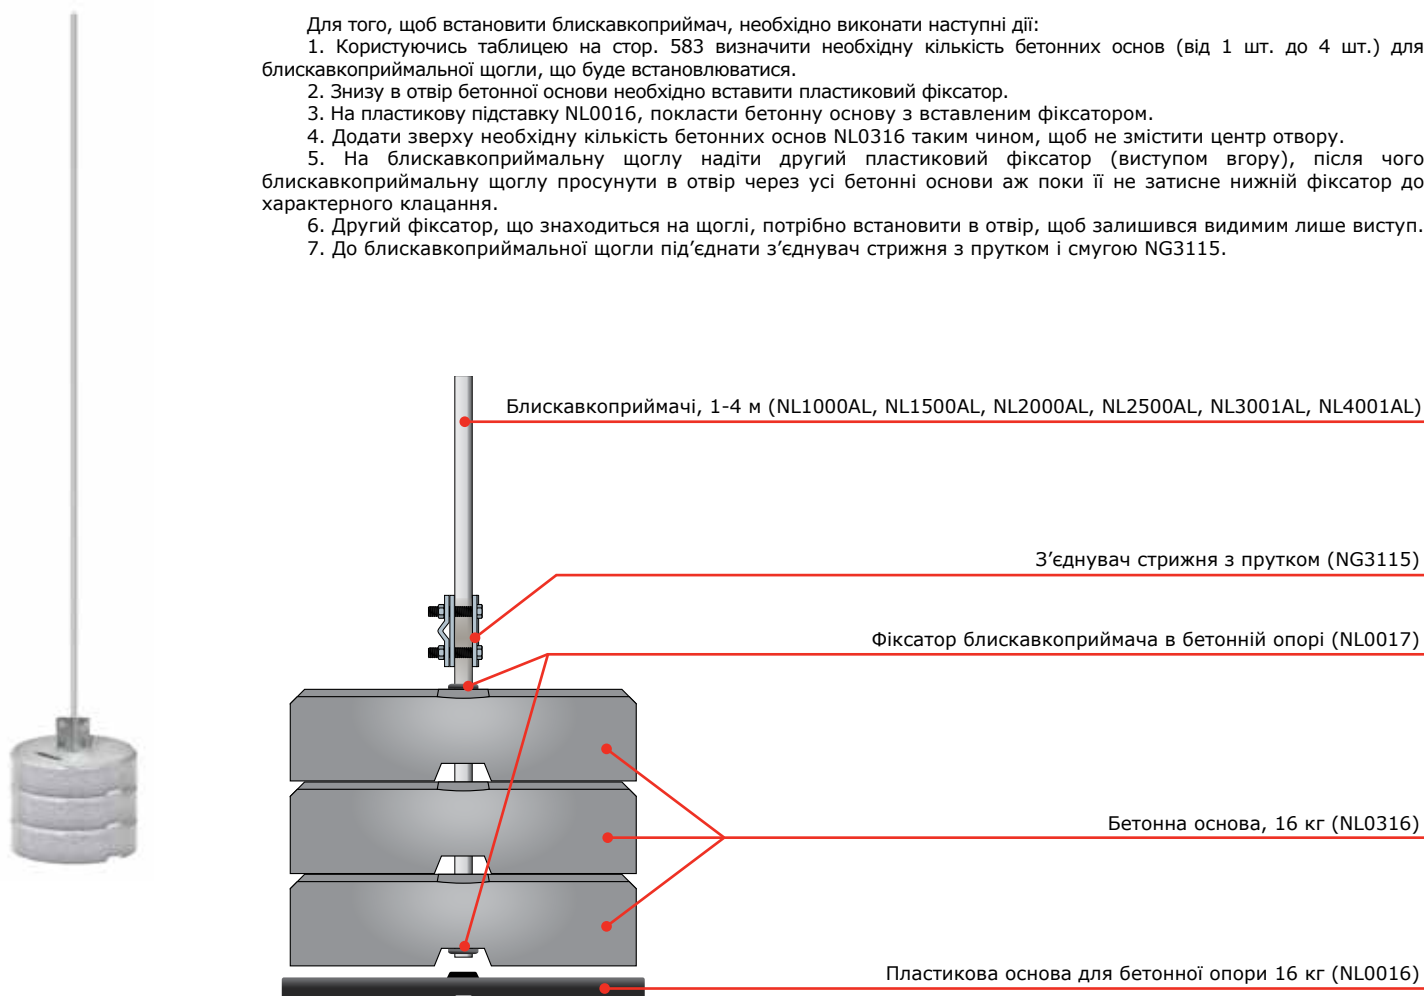 Для того, щоб встановити блискавкоприймач, необхідно виконати наступні дії:
1. Користуючись таблицею на стор. 583 визначити необхідну кількість бетонних основ (від 1 шт. до 4 шт.) для
блискавкоприймальної щогли, що буде встановлюватися.
2. Знизу в отвір бетонної основи необхідно вставити пластиковий фіксатор.
3. На пластикову підставку NL0016, покласти бетонну основу з вставленим фіксатором.
4. Додати зверху необхідну кількість бетонних основ NL0316 таким чином, щоб не змістити центр отвору.
5. На блискавкоприймальну щоглу надіти другий пластиковий фіксатор (виступом вгору), після чого
блискавкоприймальну щоглу просунути в отвір через усі бетонні основи аж поки її не затисне нижній фіксатор до
характерного клацання.
6. Другий фіксатор, що знаходиться на щоглі, потрібно встановити в отвір, щоб залишився видимим лише виступ.
7. До блискавкоприймальної щогли під’єднати з’єднувач стрижня з прутком і смугою NG3115.
Блискавкоприймачі, 1-4 м (NL1000AL, NL1500AL, NL2000AL, NL2500AL, NL3001AL, NL4001AL)
З’єднувач стрижня з прутком (NG3115)
Фіксатор блискавкоприймача в бетонній опорі (NL0017)
Бетонна основа, 16 кг (NL0316)
Пластикова основа для бетонної опори 16 кг (NL0016)